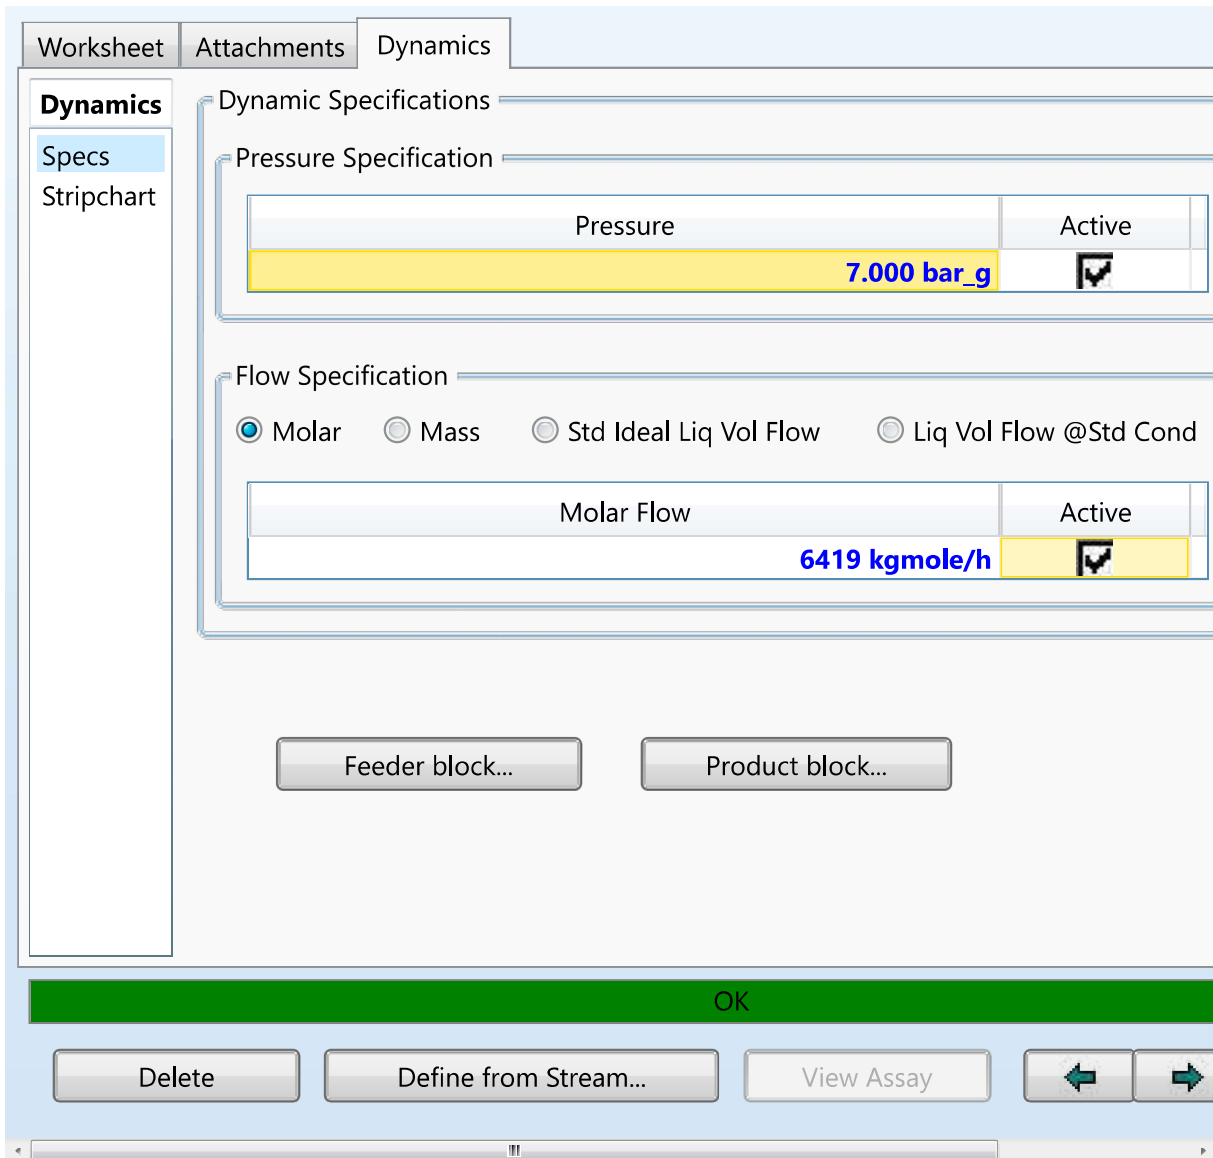 Worksheet Attachments Dynamics
Dynamics
Specs
Stripchart
Dynamic Specifications
Pressure Specification
Pressure Active
7.000 bar_g
Flow Specification
Molar Mass Std Ideal Liq Vol Flow Liq Vol Flow @Std Cond
Molar Flow Active
6419 kgmole/h
Feeder block... Product block...
OK
Delete Define from Stream... View Assay